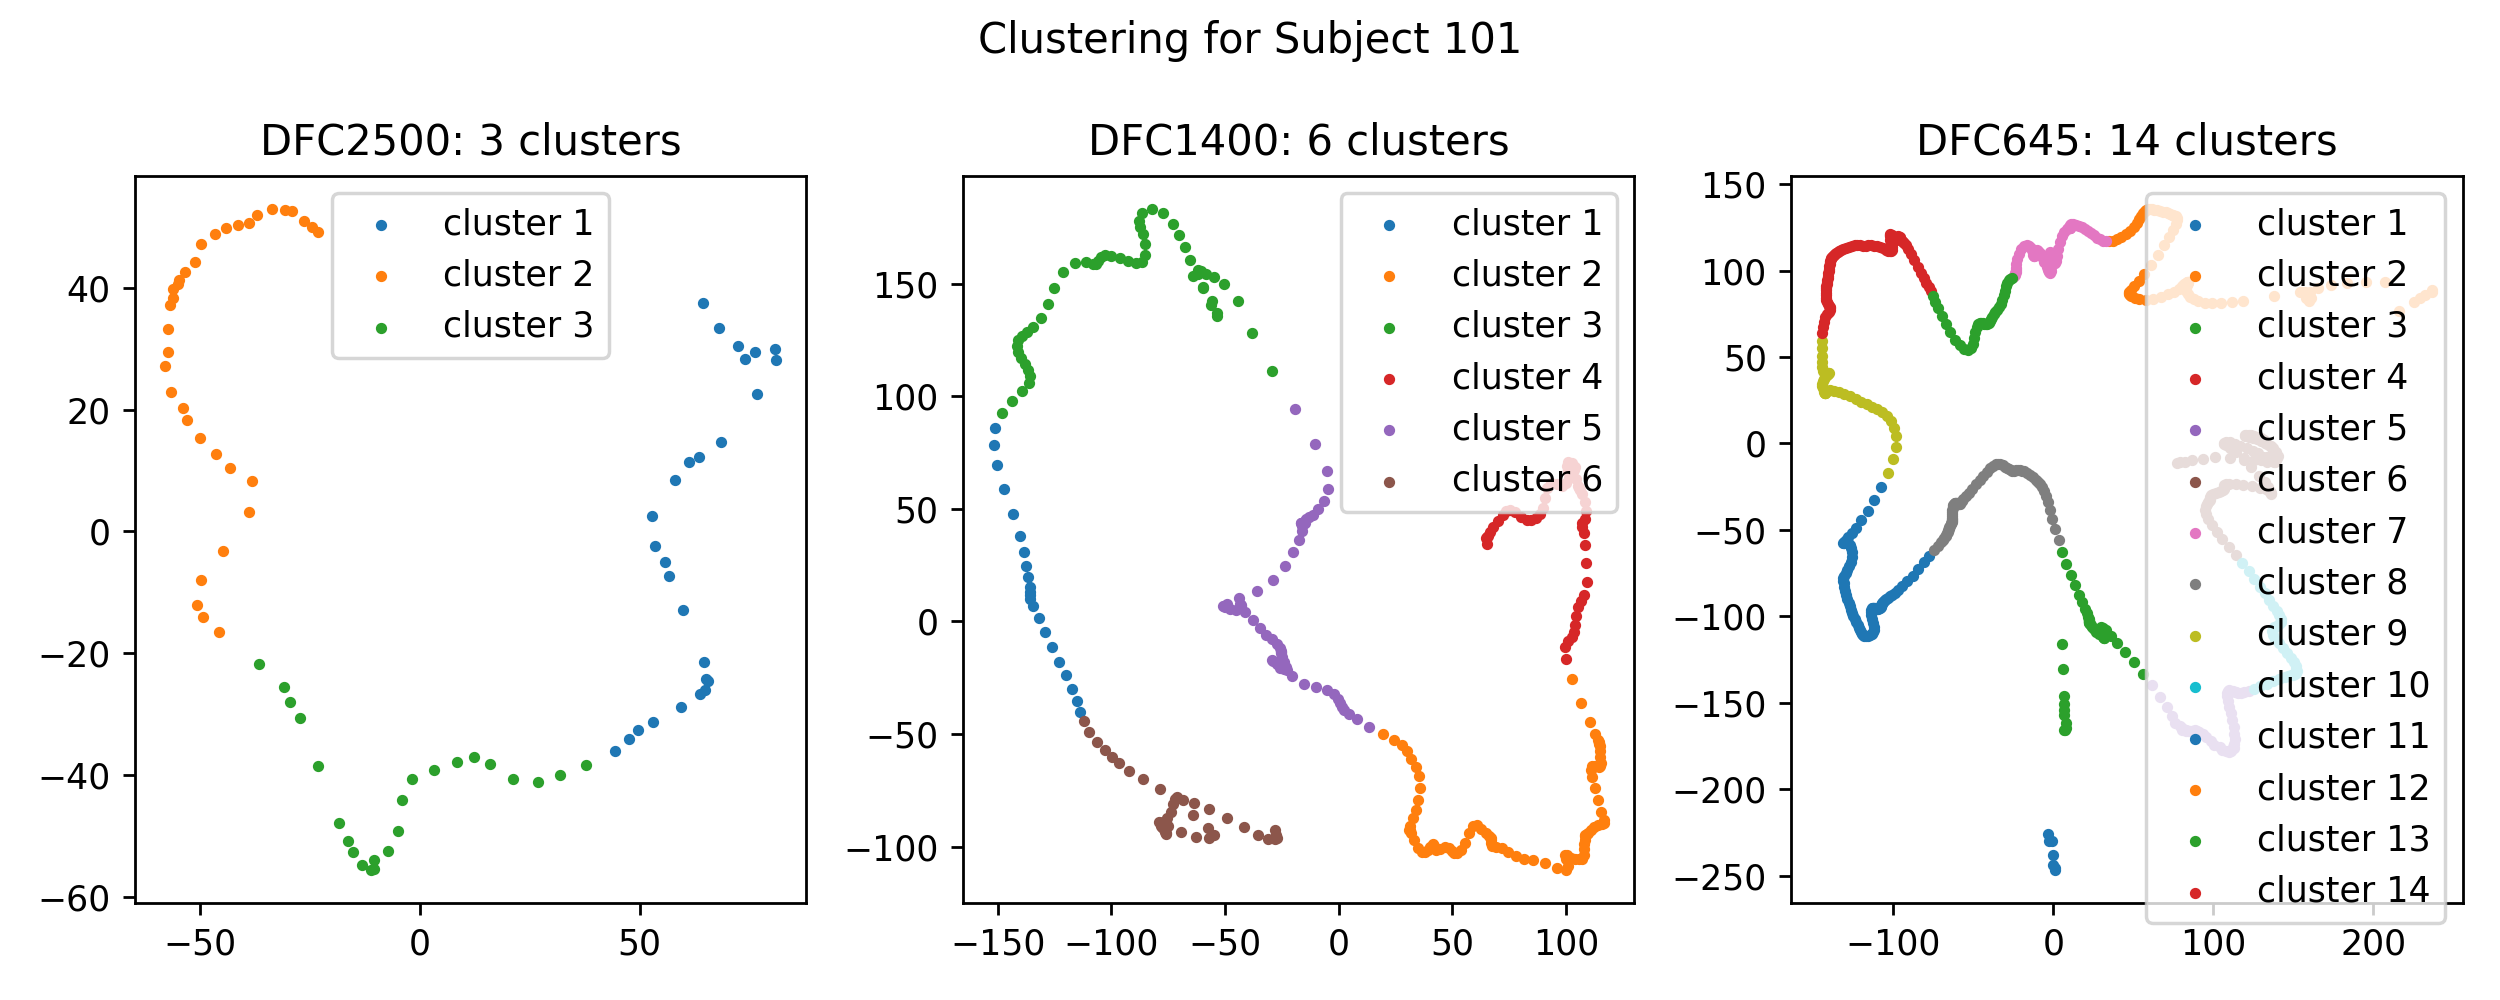 Clustering for Subject 101
DFC2500: 3 clusters
40
20
0
−20
−40
−60
−50
0
50
cluster 1
cluster 2
cluster 3
DFC1400: 6 clusters
150
100
50
0
−50
−100
−150
−100
−50
0
50
100
cluster 1
cluster 2
cluster 3
cluster 4
cluster 5
cluster 6
DFC645: 14 clusters
150
100
50
0
−50
−100
−150
−200
−250
−100
0
100
200
cluster 1
cluster 2
cluster 3
cluster 4
cluster 5
cluster 6
cluster 7
cluster 8
cluster 9
cluster 10
cluster 11
cluster 12
cluster 13
cluster 14